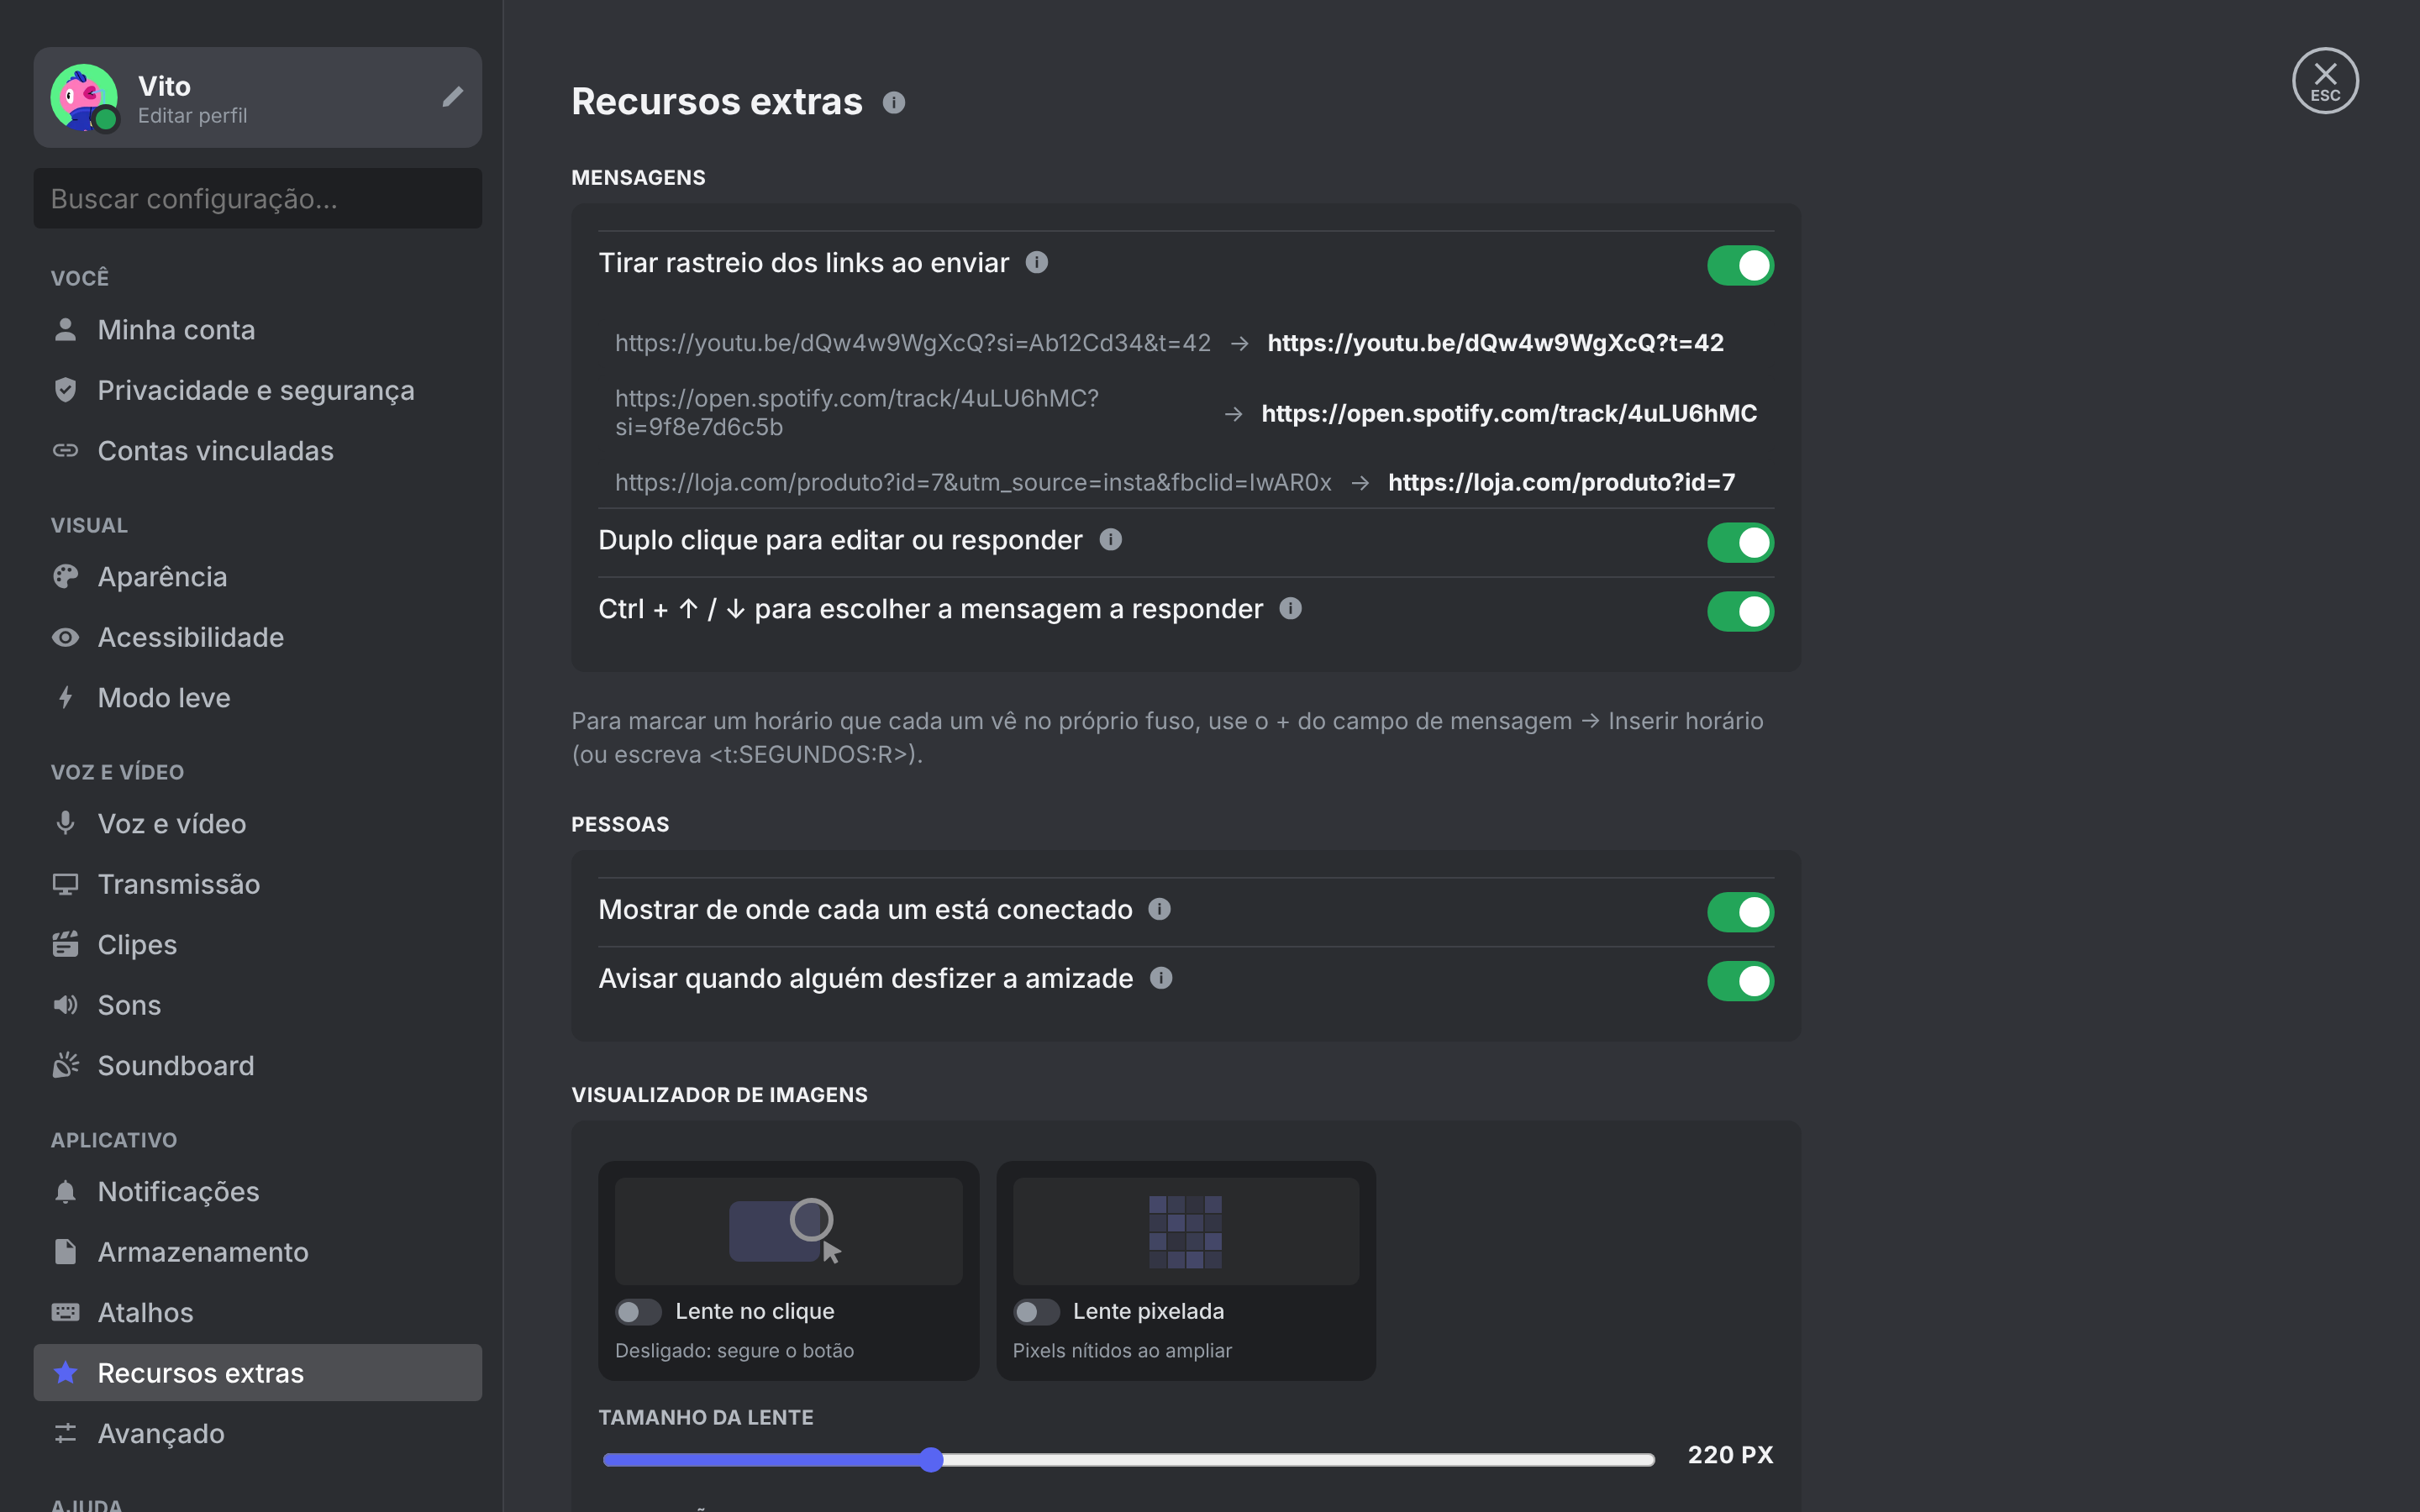 Vito
Editar perfil
Buscar configuração...
VOCÊ
Minha conta
Privacidade e segurança
Contas vinculadas
VISUAL
Aparência
Acessibilidade
Modo leve
VOZ E VÍDEO
Voz e vídeo
Transmissão
Clipes
Sons
Soundboard
APLICATIVO
Notificações
Armazenamento
Atalhos
Recursos extras
Avançado
AJUDA
Recursos extras
ESC
MENSAGENS
Tirar rastreio dos links ao enviar
https://youtu.be/dQw4w9WgXcQ?si=Ab12Cd34&t=42 → https://youtu.be/dQw4w9WgXcQ?t=42
https://open.spotify.com/track/4uLU6hMC?
si=9f8e7d6c5b → https://open.spotify.com/track/4uLU6hMC
https://loja.com/produto?id=7&utm_source=insta&fbclid=IwAR0x → https://loja.com/produto?id=7
Duplo clique para editar ou responder
Ctrl + ↑ / ↓ para escolher a mensagem a responder
Para marcar um horário que cada um vê no próprio fuso, use o + do campo de mensagem → Inserir horário
(ou escreva <t:SEGUNDOS:R>).
PESSOAS
Mostrar de onde cada um está conectado
Avisar quando alguém desfizer a amizade
VISUALIZADOR DE IMAGENS
Lente no clique
Desligado: segure o botão
Lente pixelada
Pixels nítidos ao ampliar
TAMANHO DA LENTE
220 PX